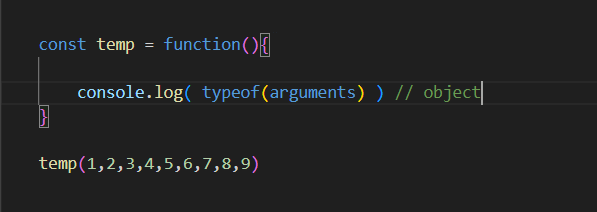 const temp = function(){
console.log( typeof(arguments) ) // object
}
temp(1,2,3,4,5,6,7,8,9)